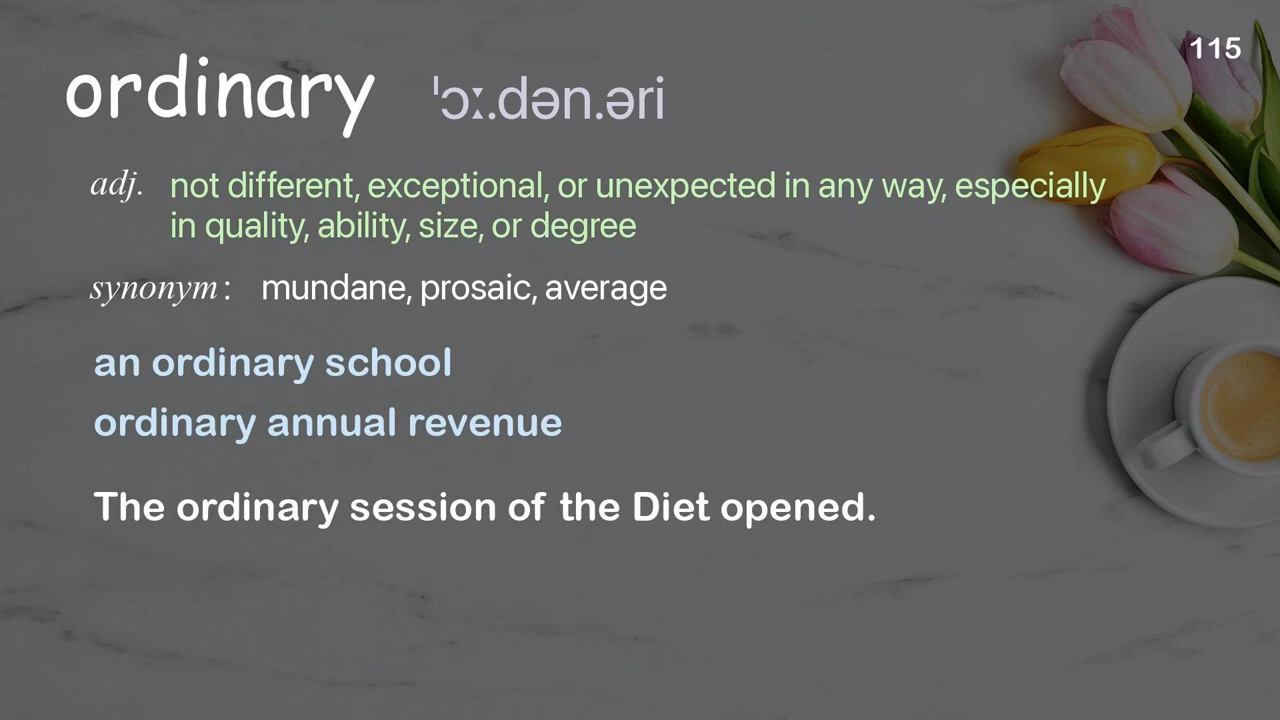 115
ordinary ˈɔː.dən.əri
adj. not different, exceptional, or unexpected in any way, especially
in quality, ability, size, or degree
synonym : mundane, prosaic, average
an ordinary school
ordinary annual revenue
The ordinary session of the Diet opened.